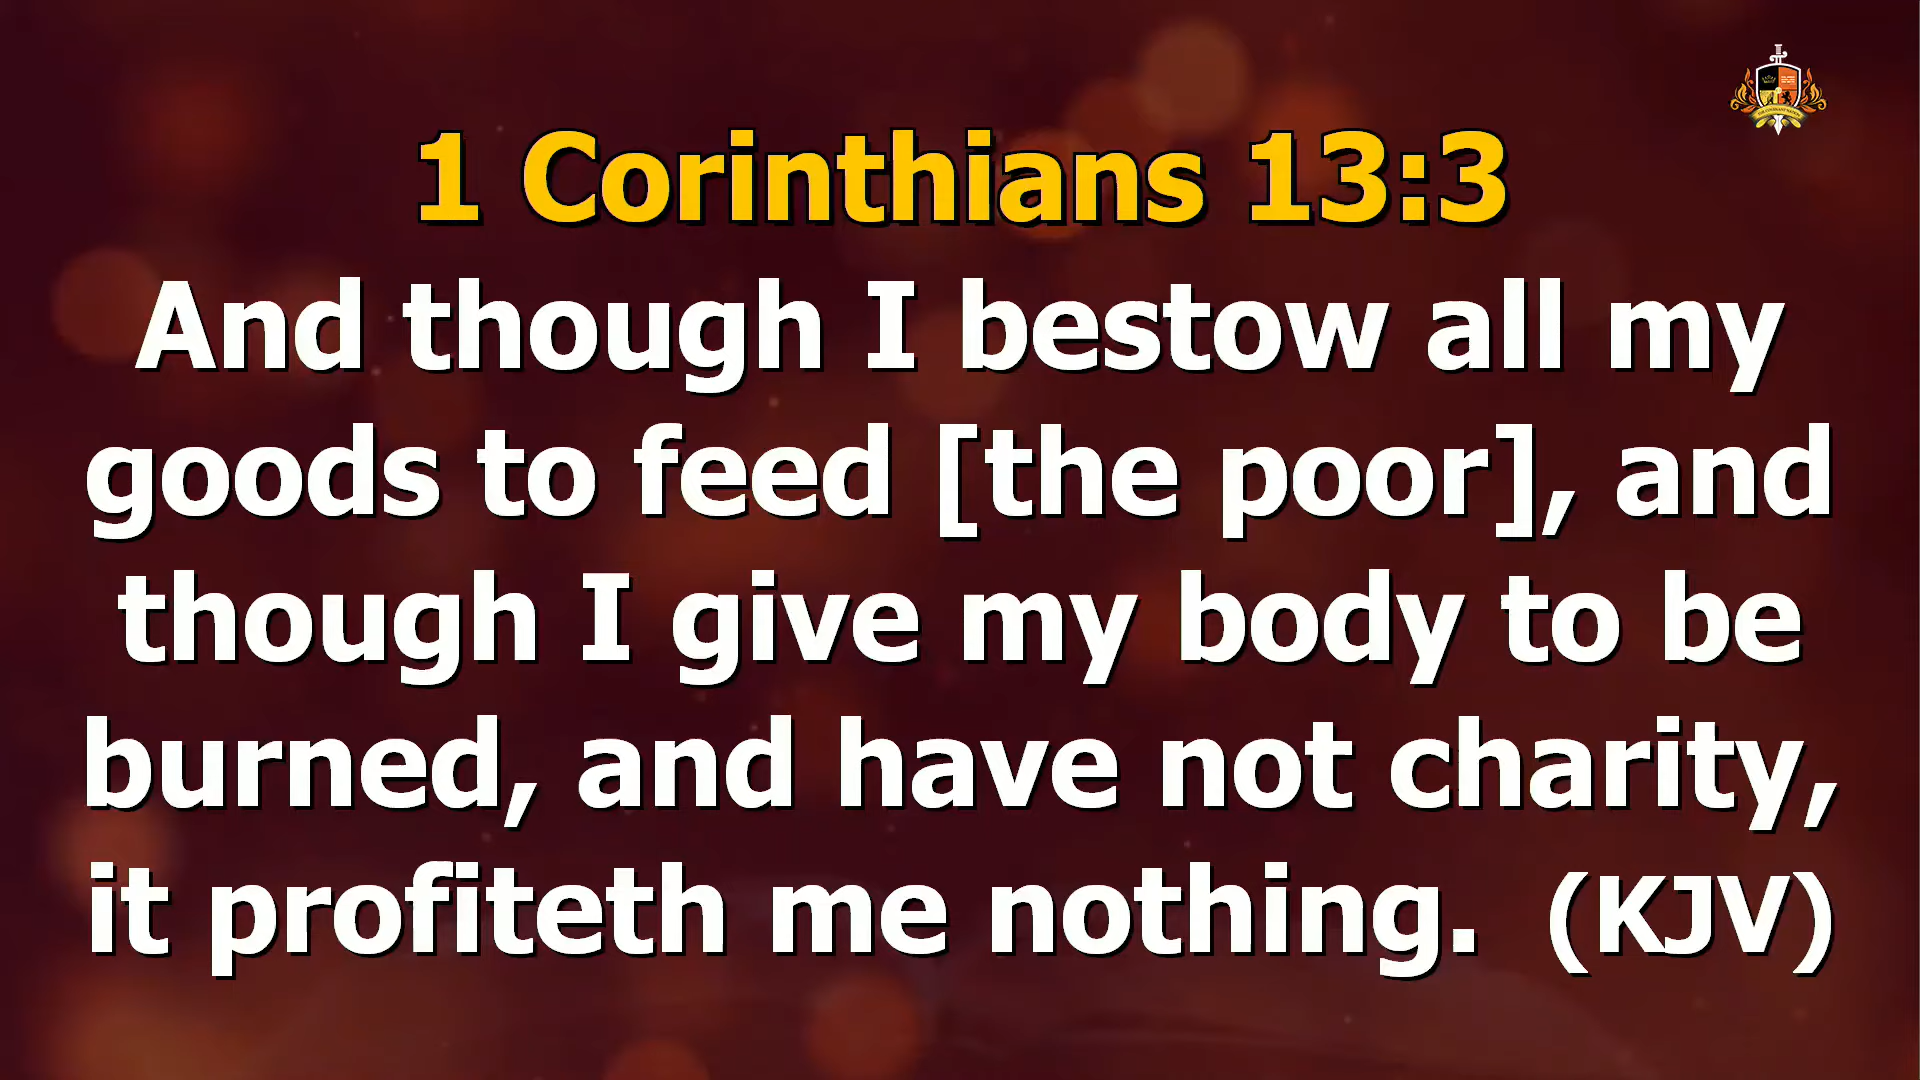 1 Corinthians 13:3
And though I bestow all my
goods to feed [the poor], and
though I give my body to be
burned, and have not charity,
it profiteth me nothing.  (KJV)